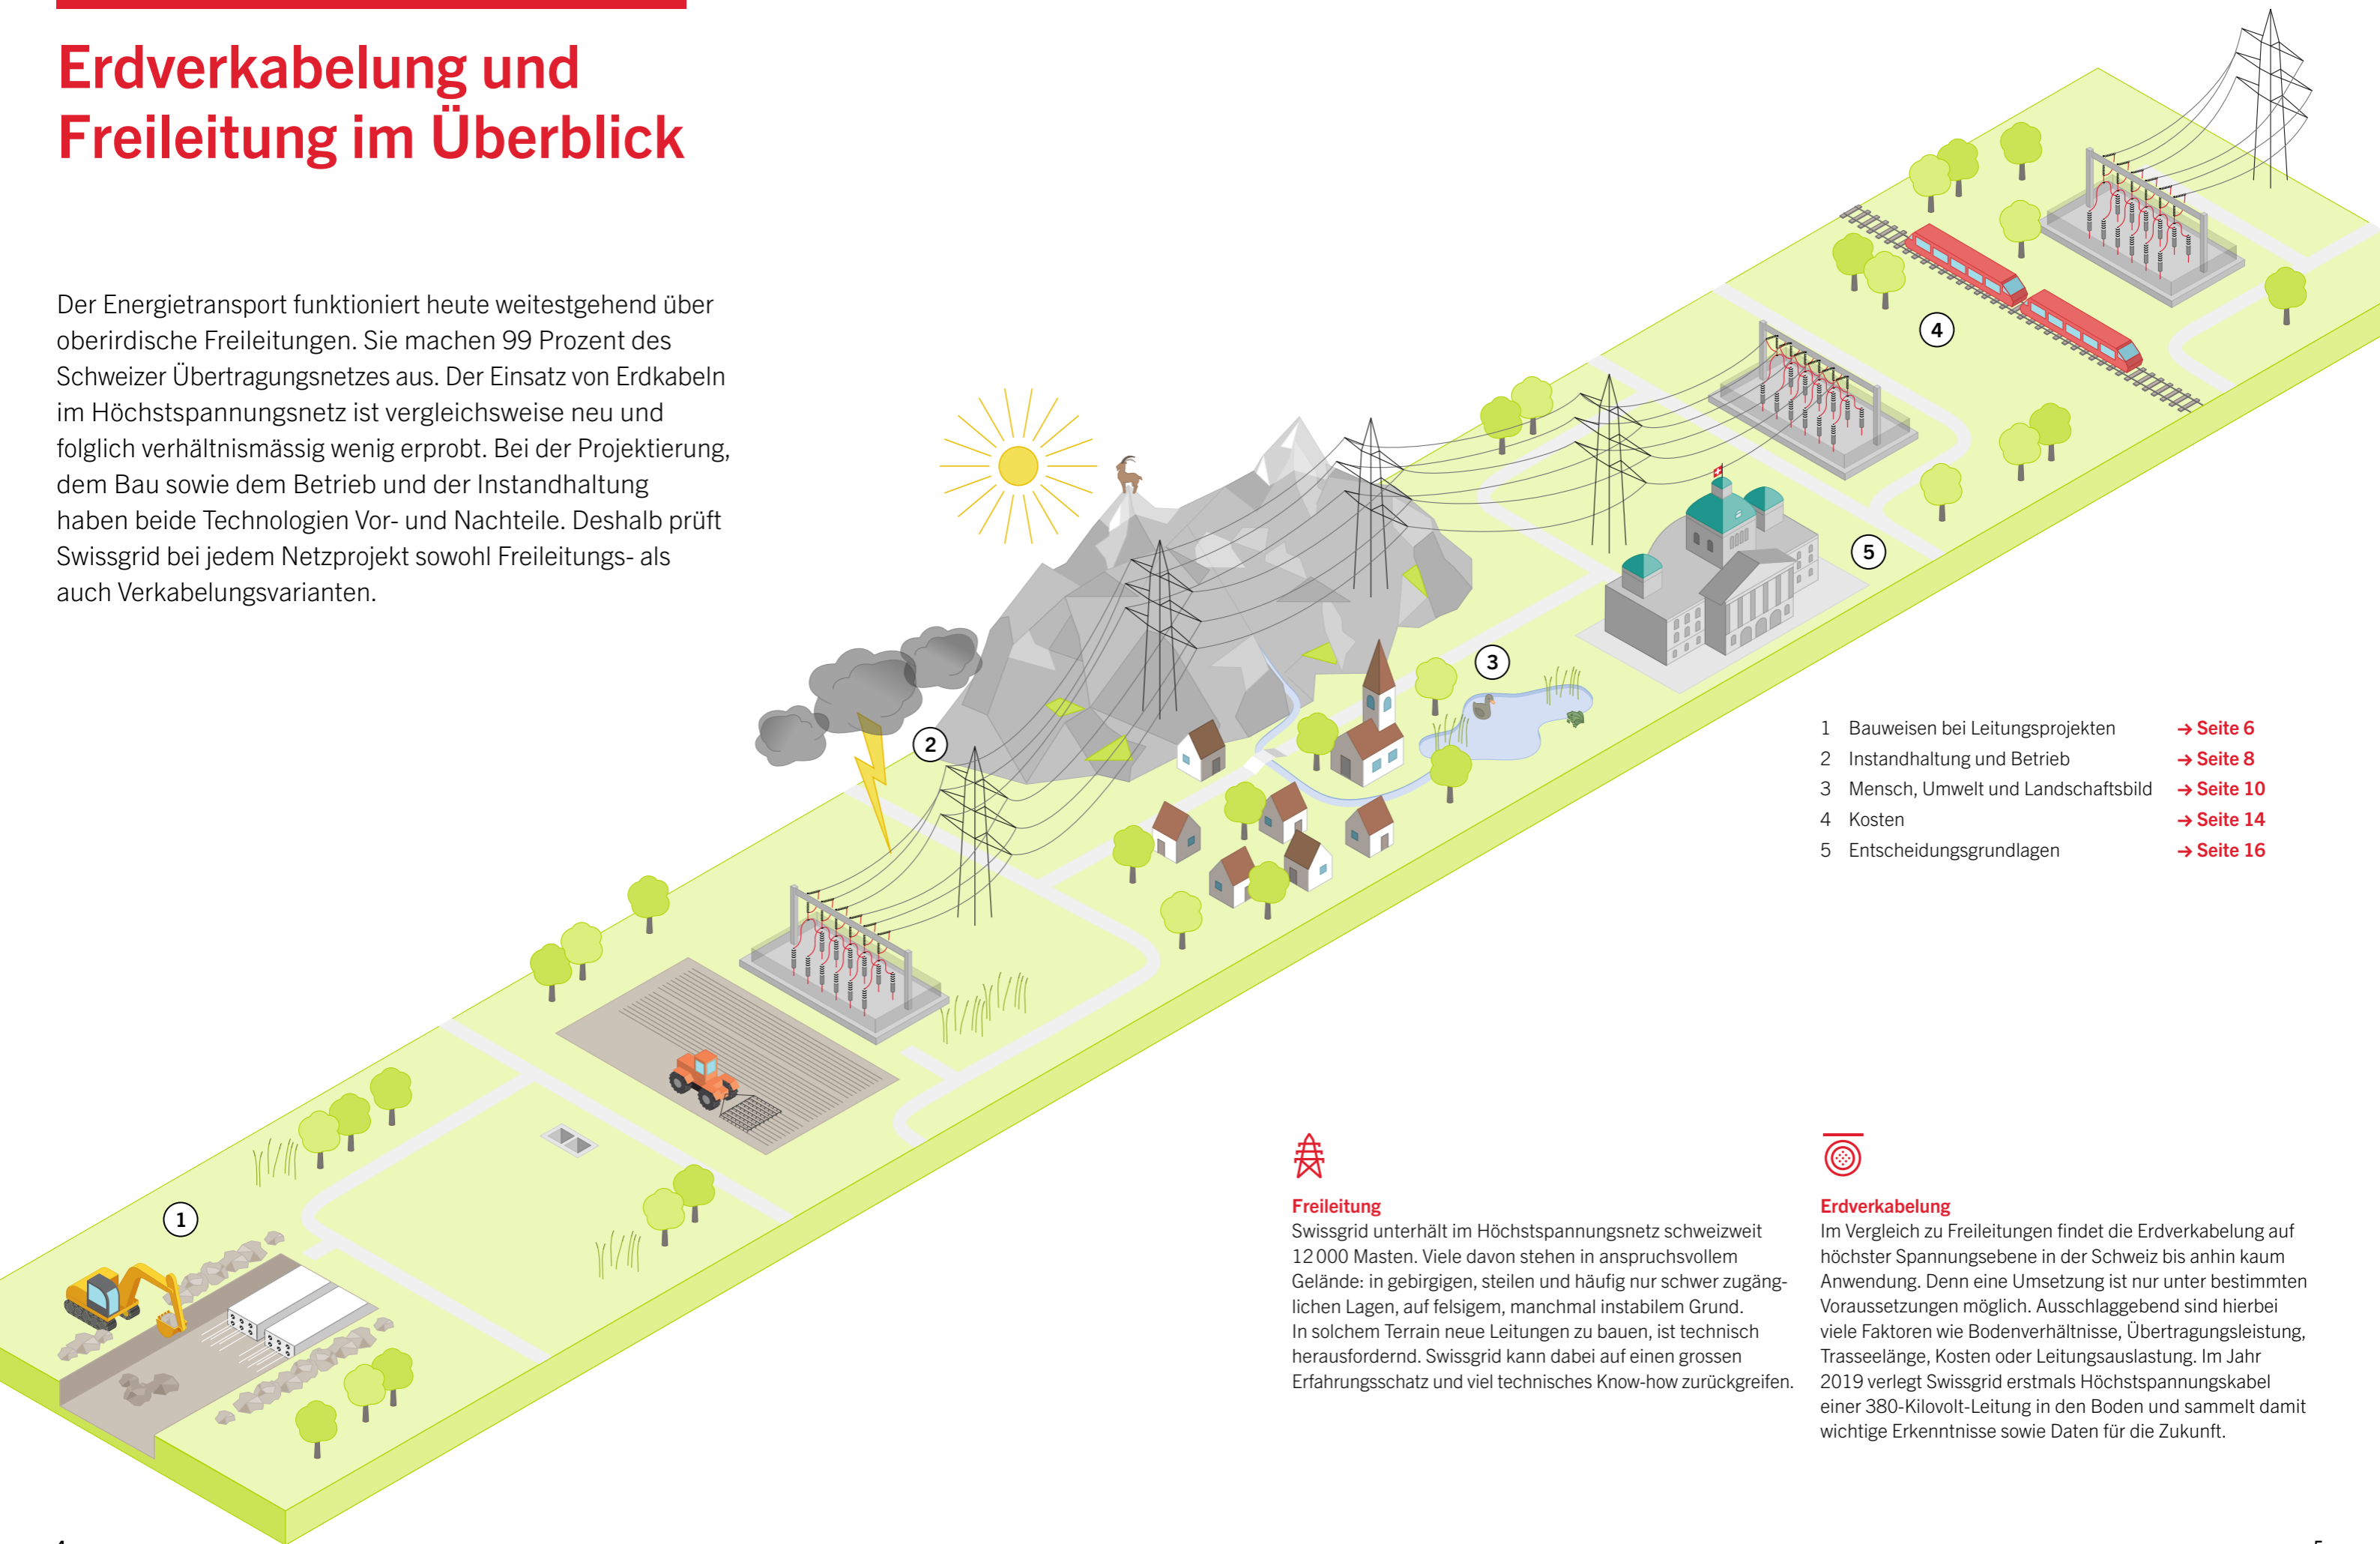 Erdverkabelung und
Freileitung im Überblick
Der Energietransport funktioniert heute weitestgehend über
oberirdische Freileitungen. Sie machen 99 Prozent des
Schweizer Übertragungsnetzes aus. Der Einsatz von Erdkabeln
im Höchstspannungsnetz ist vergleichsweise neu und
folglich verhältnismässig wenig erprobt. Bei der Projektierung,
dem Bau sowie dem Betrieb und der Instandhaltung
haben beide Technologien Vor- und Nachteile. Deshalb prüft
Swissgrid bei jedem Netzprojekt sowohl Freileitungs- als
auch Verkabelungsvarianten.
4
5
3
2
1
1 Bauweisen bei Leitungsprojekten → Seite 6
2 Instandhaltung und Betrieb → Seite 8
3 Mensch, Umwelt und Landschaftsbild → Seite 10
4 Kosten → Seite 14
5 Entscheidungsgrundlagen → Seite 16
Freileitung
Swissgrid unterhält im Höchstspannungsnetz schweizweit
12 000 Masten. Viele davon stehen in anspruchsvollem
Gelände: in gebirgigen, steilen und häufig nur schwer zugäng-
lichen Lagen, auf felsigem, manchmal instabilem Grund.
In solchem Terrain neue Leitungen zu bauen, ist technisch
herausfordernd. Swissgrid kann dabei auf einen grossen
Erfahrungsschatz und viel technisches Know-how zurückgreifen.
Erdverkabelung
Im Vergleich zu Freileitungen findet die Erdverkabelung auf
höchster Spannungsebene in der Schweiz bis anhin kaum
Anwendung. Denn eine Umsetzung ist nur unter bestimmten
Voraussetzungen möglich. Ausschlaggebend sind hierbei
viele Faktoren wie Bodenverhältnisse, Übertragungsleistung,
Trasseelänge, Kosten oder Leitungsauslastung. Im Jahr
2019 verlegt Swissgrid erstmals Höchstspannungskabel
einer 380-Kilovolt-Leitung in den Boden und sammelt damit
wichtige Erkenntnisse sowie Daten für die Zukunft.